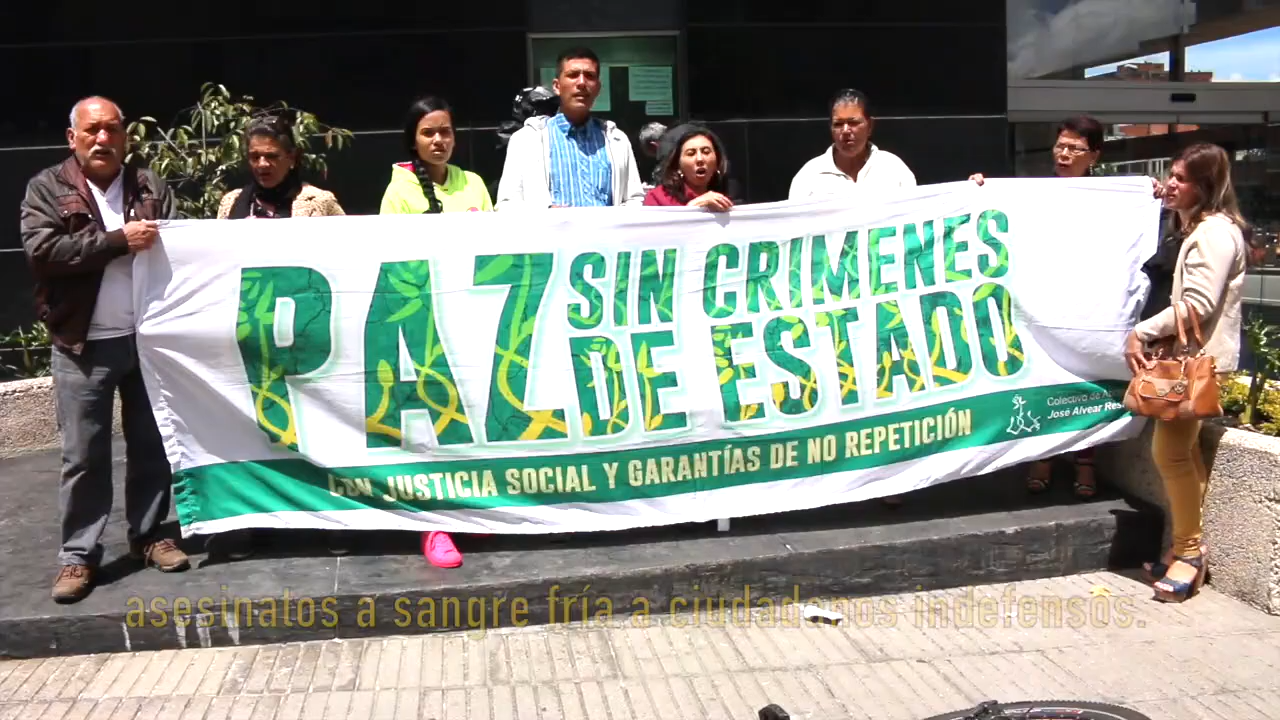 PAZ SIN CRIMENES
DE ESTADO
CON JUSTICIA SOCIAL Y GARANTÍAS DE NO REPETICIÓN
Colectivo de
José Alvear
asesinatos a sangre fría a ciudadanos indefensos.